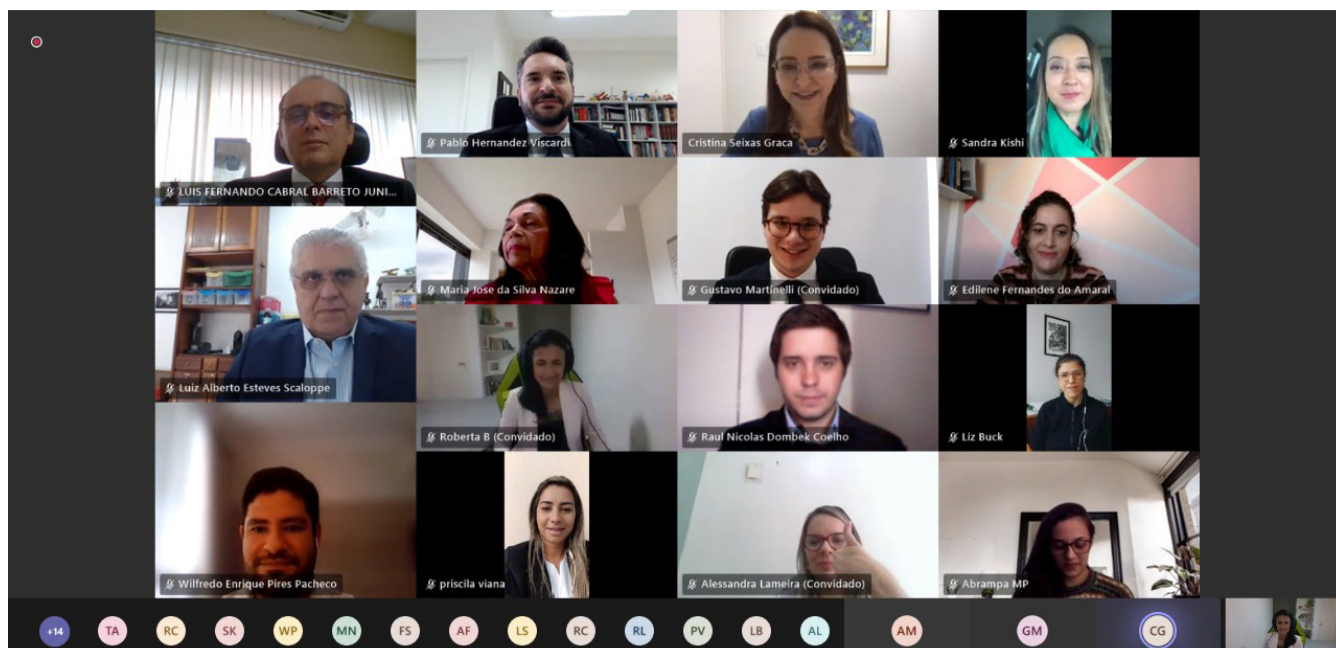 LUIS FERNANDO CABRAL BARRETO JUNI...
Pablo Hernandez Viscardi
Cristina Seixas Graca
Sandra Kishi
Maria Jose da Silva Nazare
Gustavo Martinelli (Convidado)
Edilene Fernandes do Amaral
Luiz Alberto Esteves Scaloppe
Roberta B (Convidado)
Raul Nicolas Dombek Coelho
Liz Buck
Wilfredo Enrique Pires Pacheco
priscila viana
Alessandra Lameira (Convidado)
Abrampa MP
+14 TA RC SK WP MN FS AF LS RC RL PV LB AL AM GM CG